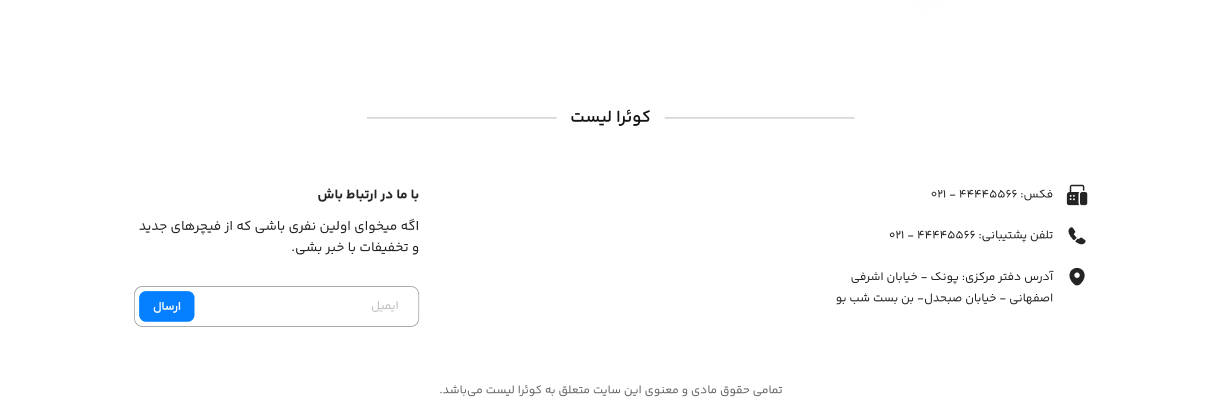 کوئرا لیست
فکس: ۴۴۴۴۵۵۶۶ - ۰۲۱
تلفن پشتیبانی: ۴۴۴۴۵۵۶۶ - ۰۲۱
آدرس دفتر مرکزی: پونک - خیابان اشرفی
اصفهانی - خیابان صبحدل- بن بست شب بو
با ما در ارتباط باش
اگه میخوای اولین نفری باشی که از فیچرهای جدید
و تخفیفات با خبر بشی.
ایمیل
ارسال
تمامی حقوق مادی و معنوی این سایت متعلق به کوئرا لیست می‌باشد.